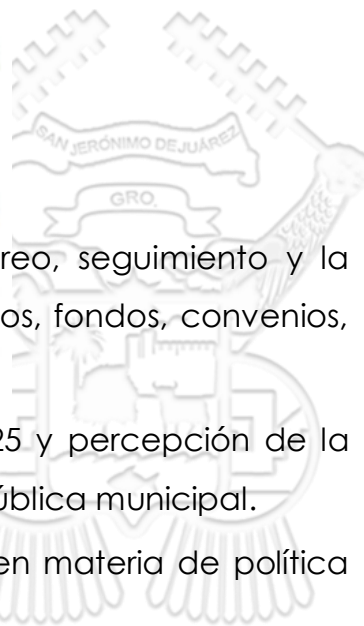 SAN JERÓNIMO DE JUÁREZ
GRO.
reo, seguimiento y la
os, fondos, convenios,
25 y percepción de la
ública municipal.
en materia de política